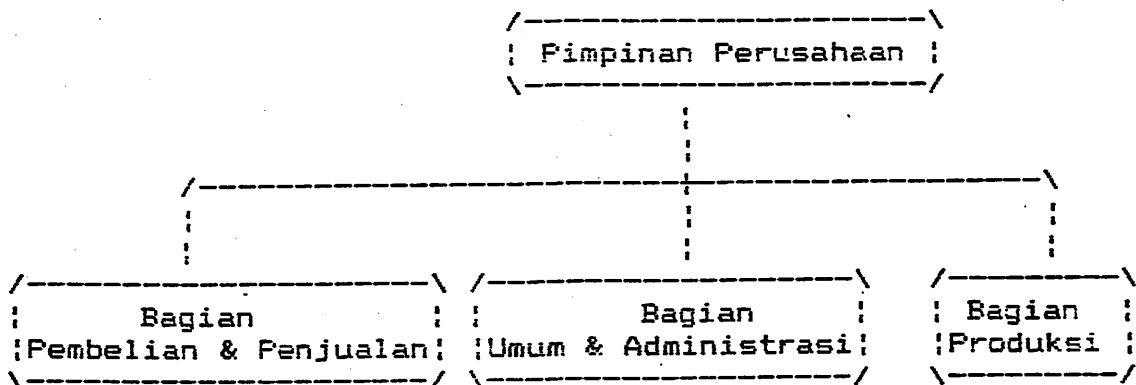 Pimpinan Perusahaan
Bagian
Pembelian & Penjualan
Bagian
Umum & Administrasi
Bagian
Produksi